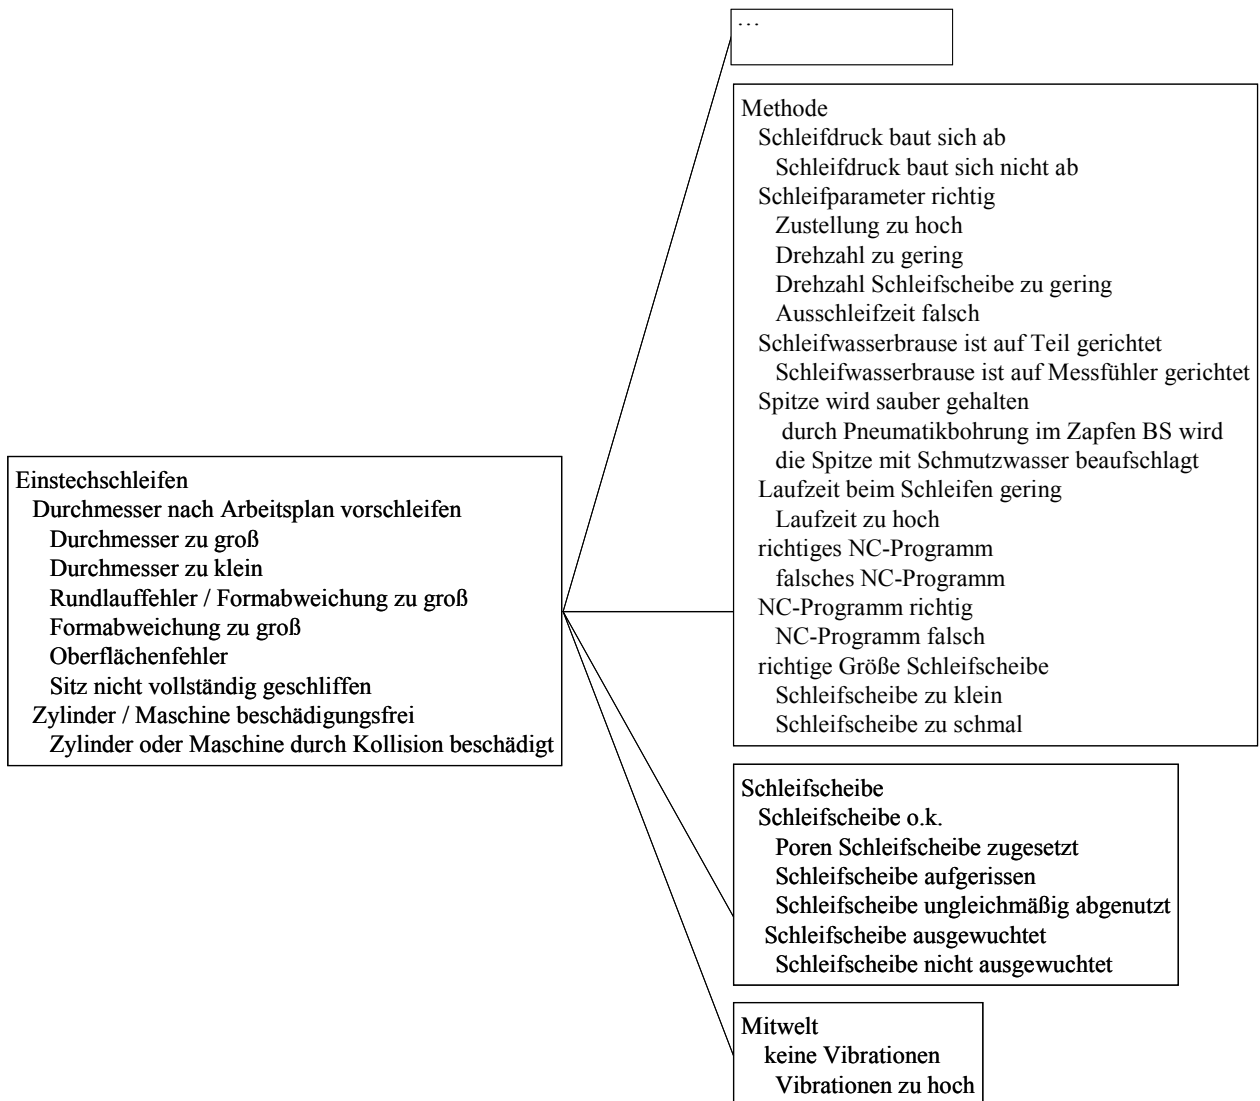 …
Methode
Schleifdruck baut sich ab
Schleifdruck baut sich nicht ab
Schleifparameter richtig
Zustellung zu hoch
Drehzahl zu gering
Drehzahl Schleifscheibe zu gering
Ausschleifzeit falsch
Schleifwasserbrause ist auf Teil gerichtet
Schleifwasserbrause ist auf Messfühler gerichtet
Spitze wird sauber gehalten
durch Pneumatikbohrung im Zapfen BS wird
die Spitze mit Schmutzwasser beaufschlagt
Laufzeit beim Schleifen gering
Laufzeit zu hoch
richtiges NC-Programm
falsches NC-Programm
NC-Programm richtig
NC-Programm falsch
richtige Größe Schleifscheibe
Schleifscheibe zu klein
Schleifscheibe zu schmal
Einstechschleifen
Durchmesser nach Arbeitsplan vorschleifen
Durchmesser zu groß
Durchmesser zu klein
Rundlauffehler / Formabweichung zu groß
Formabweichung zu groß
Oberflächenfehler
Sitz nicht vollständig geschliffen
Zylinder / Maschine beschädigungsfrei
Zylinder oder Maschine durch Kollision beschädigt
Schleifscheibe
Schleifscheibe o.k.
Poren Schleifscheibe zugesetzt
Schleifscheibe aufgerissen
Schleifscheibe ungleichmäßig abgenutzt
Schleifscheibe ausgewuchtet
Schleifscheibe nicht ausgewuchtet
Mitwelt
keine Vibrationen
Vibrationen zu hoch